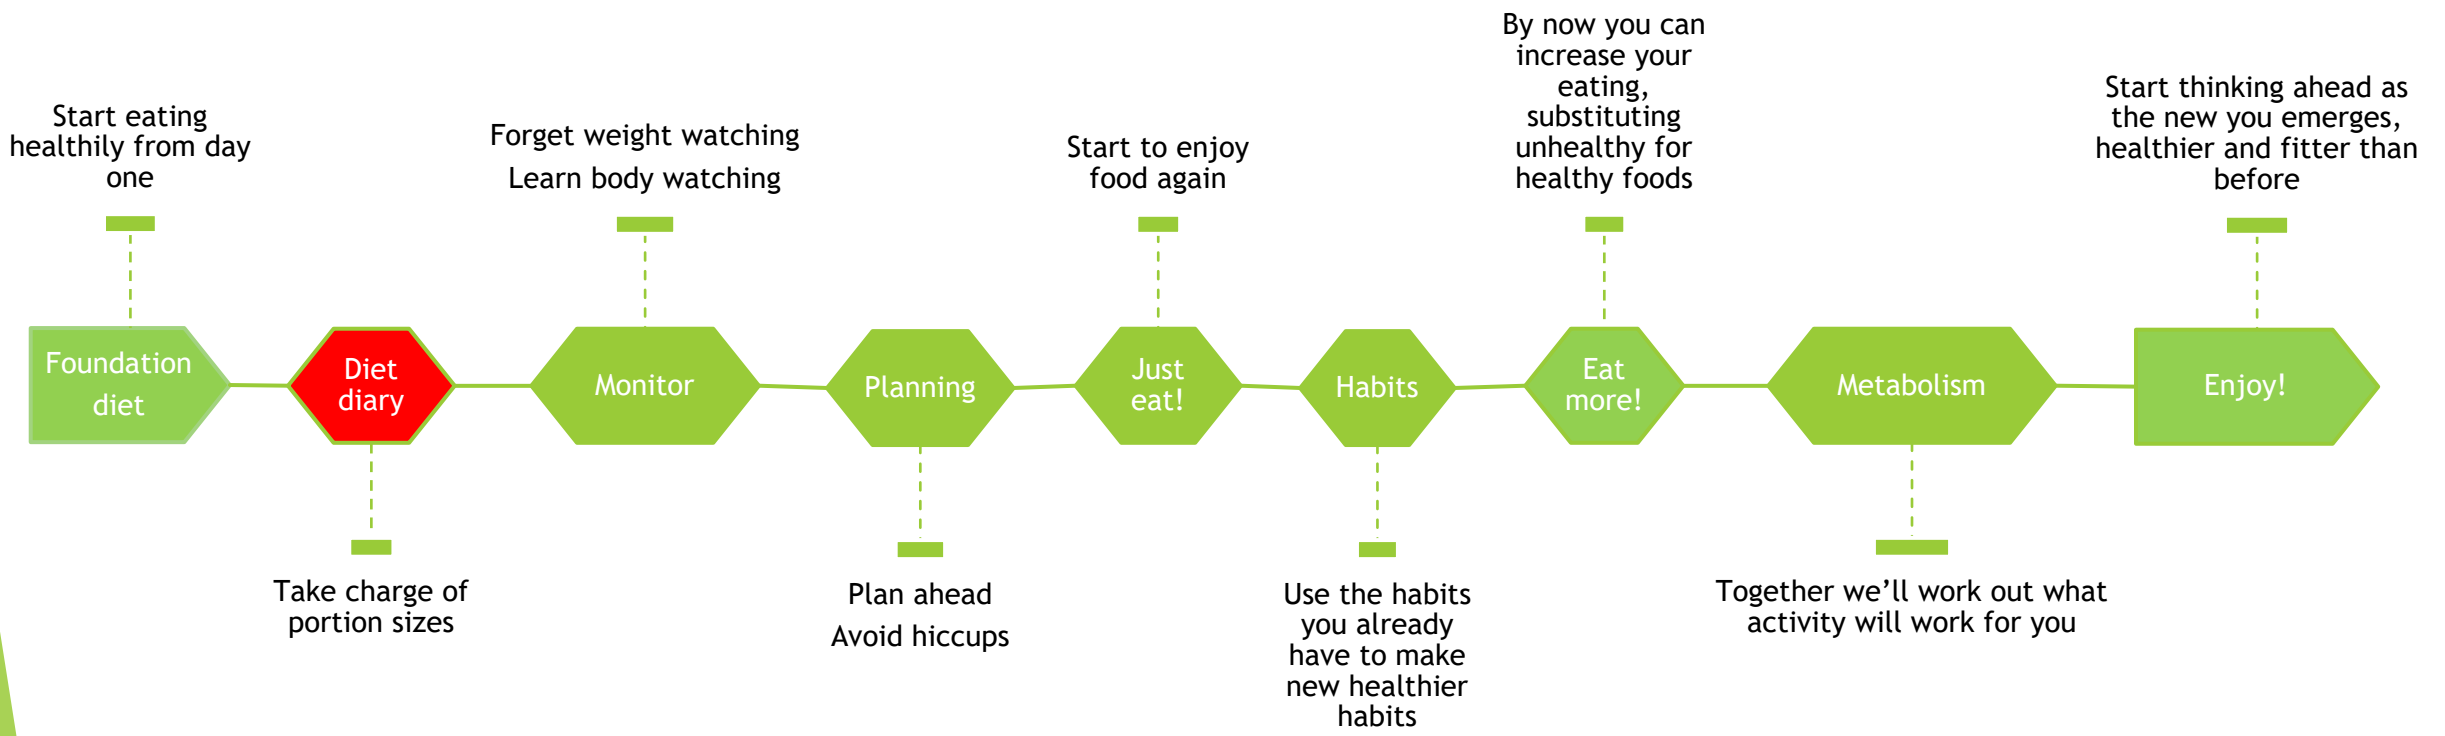 Start eating
healthily from day
one
Forget weight watching
Learn body watching
Start to enjoy
food again
By now you can
increase your
eating,
substituting
unhealthy for
healthy foods
Start thinking ahead as
the new you emerges,
healthier and fitter than
before
Foundation
diet
Diet
diary
Monitor
Planning
Just
eat!
Habits
Eat
more!
Metabolism
Enjoy!
Take charge of
portion sizes
Plan ahead
Avoid hiccups
Use the habits
you already
have to make
new healthier
habits
Together we’ll work out what
activity will work for you